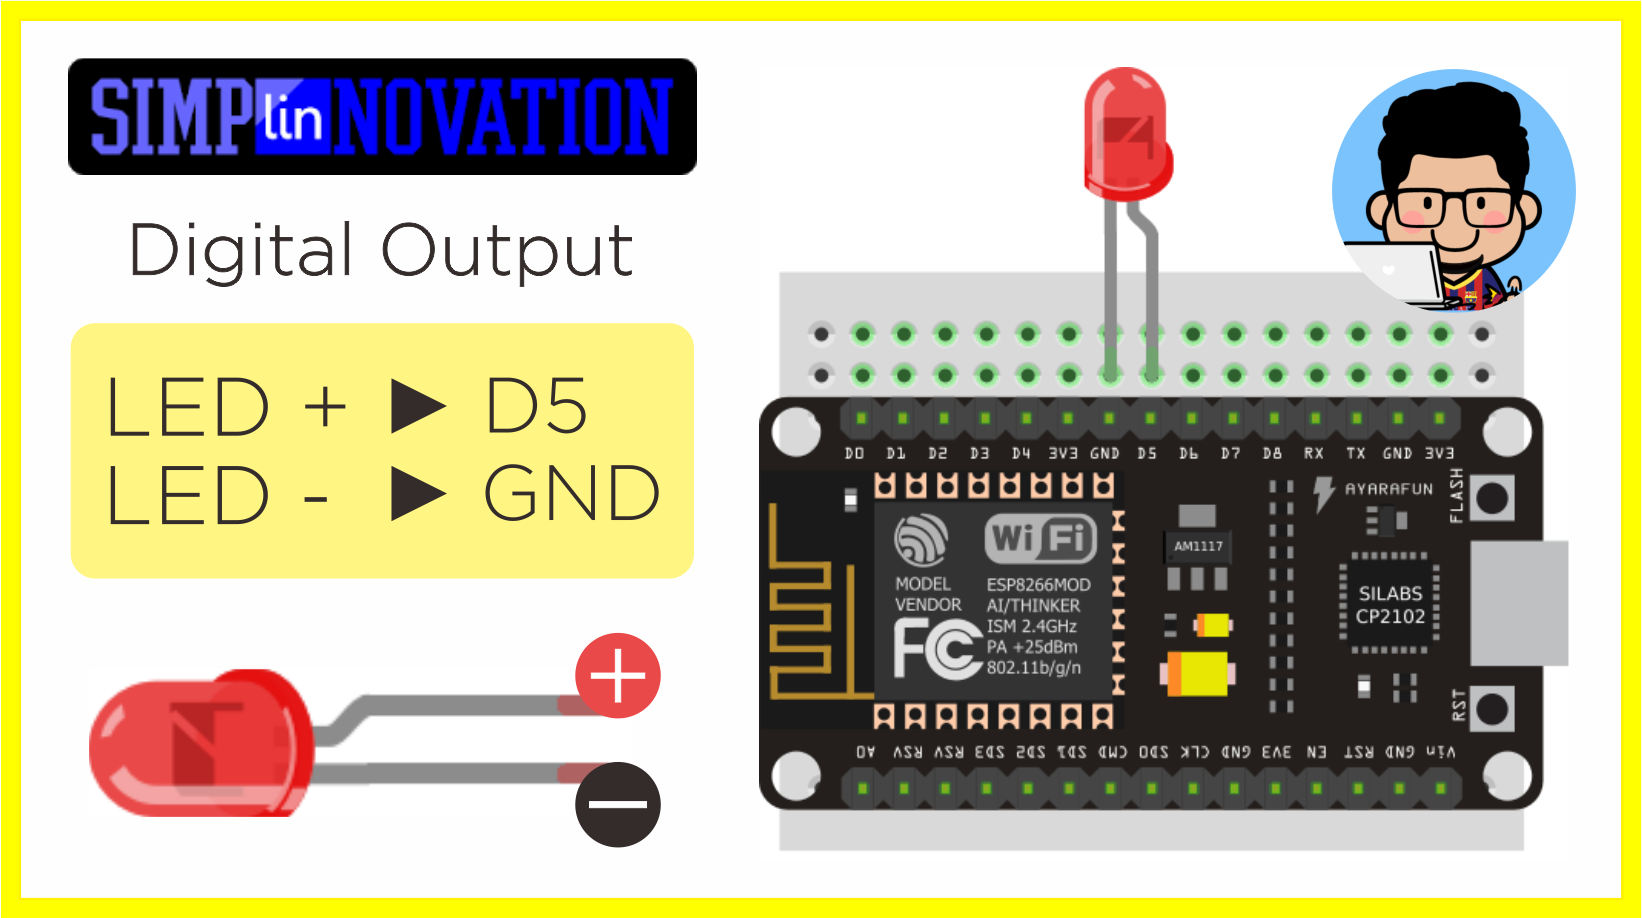 SIMPlinNOVATION
Digital Output
LED + ► D5
LED - ► GND
D0 D1 D2 D3 D4 3V3 GND D5 D6 D7 D8 RX TX GND 3V3
AYARAFUN
FLASH
WiFi
AM1117
MODEL
VENDOR
FC
ESP8266MOD
AI/THINKER
ISM 2.4GHz
PA +25dBm
802.11b/g/n
SILABS
CP2102
RST
A0 RSV RSV SD3 SD2 SD1 CMD SD0 CLK GND 3V3 EN RST GND Vin